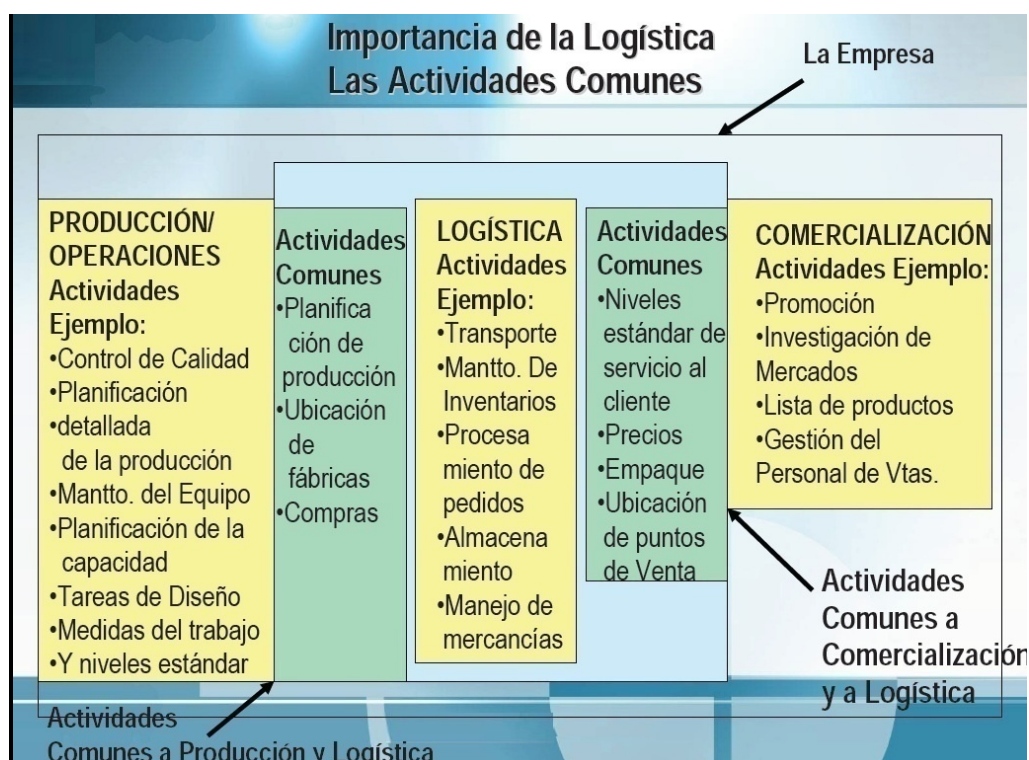 Importancia de la Logística
Las Actividades Comunes
La Empresa
PRODUCCIÓN/
OPERACIONES
Actividades
Ejemplo:
•Control de Calidad
•Planificación
•detallada
de la producción
•Mantto. del Equipo
•Planificación de la
capacidad
•Tareas de Diseño
•Medidas del trabajo
•Y niveles estándar
Actividades
Comunes
•Planifica
ción de
producción
•Ubicación
de
fábricas
•Compras
LOGÍSTICA
Actividades
Ejemplo:
•Transporte
•Mantto. De
Inventarios
•Procesa
miento de
pedidos
•Almacena
miento
•Manejo de
mercancías
Actividades
Comunes
•Niveles
estándar de
servicio al
cliente
•Precios
•Empaque
•Ubicación
de puntos
de Venta
COMERCIALIZACIÓN
Actividades Ejemplo:
•Promoción
•Investigación de
Mercados
•Lista de productos
•Gestión del
Personal de Vtas.
Actividades
Comunes a
Comercialización
y a Logística
Actividades
Comunes a Producción y Logística